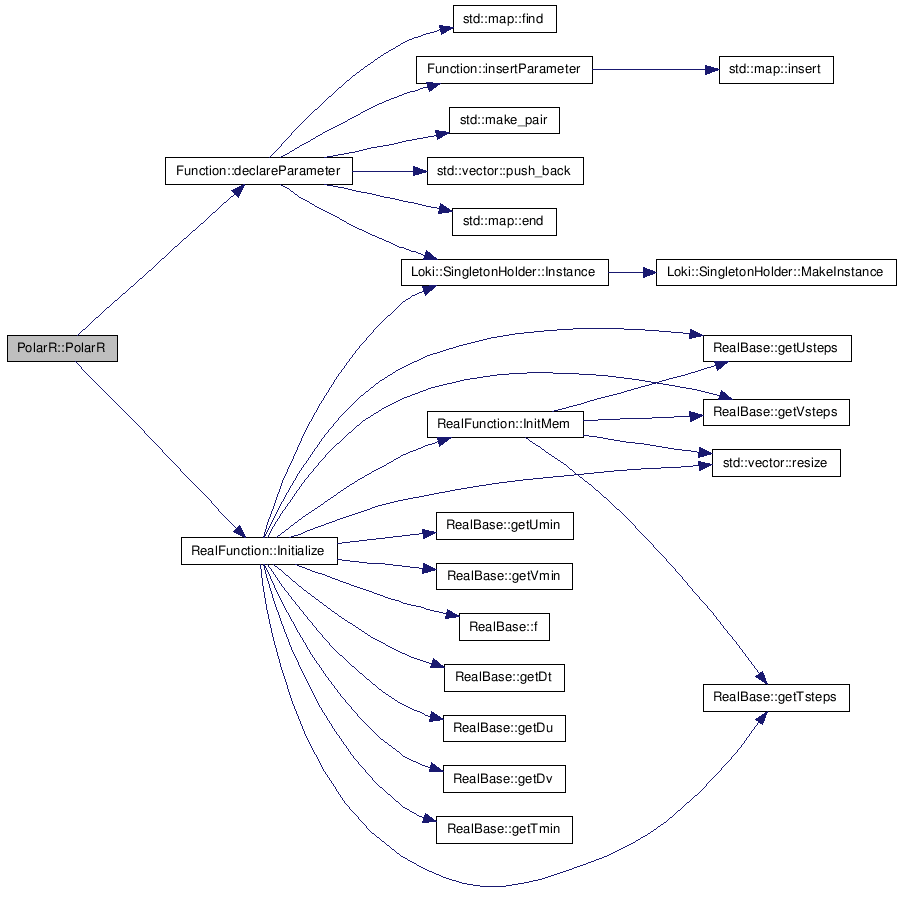 std::map::find
Function::insertParameter
std::map::insert
std::make_pair
Function::declareParameter
std::vector::push_back
std::map::end
Loki::SingletonHolder::Instance
Loki::SingletonHolder::MakeInstance
PolarR::PolarR
RealBase::getUsteps
RealBase::getVsteps
RealFunction::InitMem
std::vector::resize
RealBase::getUmin
RealFunction::Initialize
RealBase::getVmin
RealBase::f
RealBase::getDt
RealBase::getTsteps
RealBase::getDu
RealBase::getDv
RealBase::getTmin